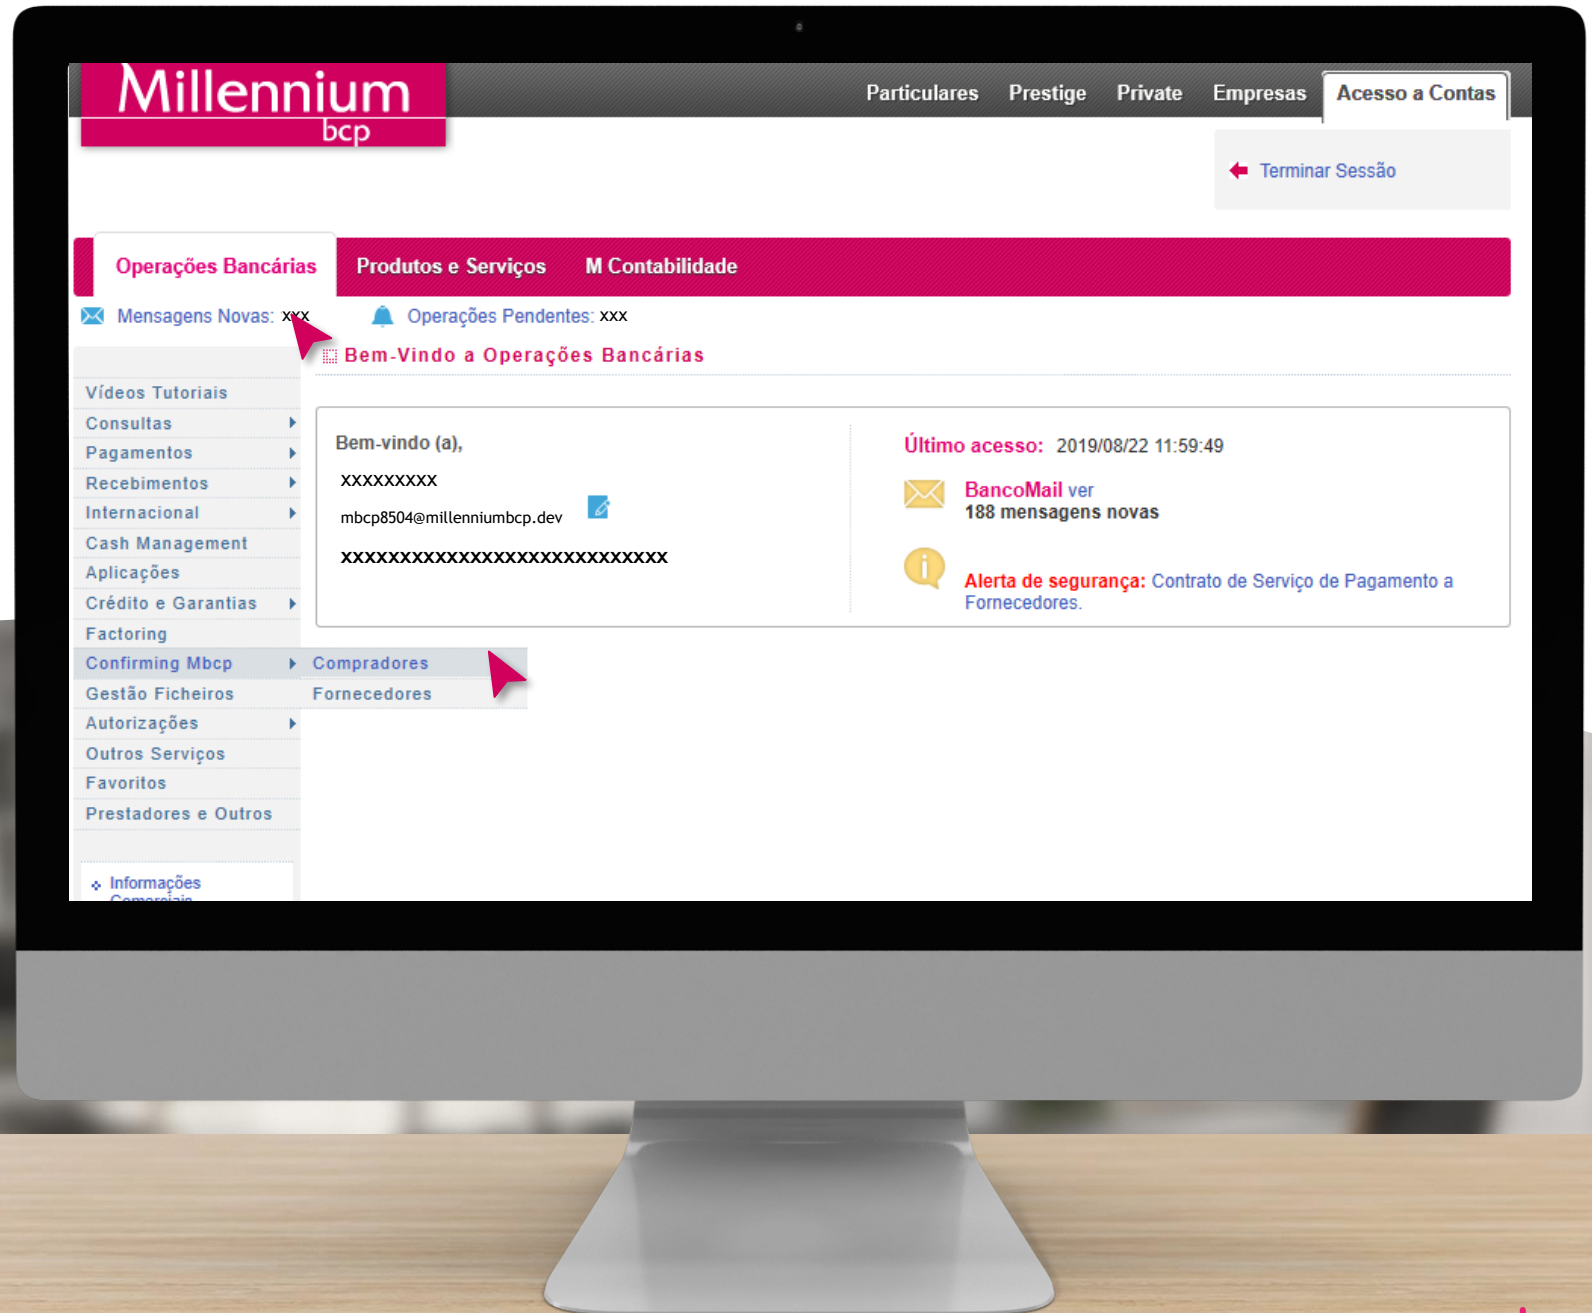 Millennium
bcp
Particulares Prestige Private Empresas Acesso a Contas
Terminar Sessão
Operações Bancárias Produtos e Serviços M Contabilidade
Mensagens Novas: xxx Operações Pendentes: xxx
Bem-Vindo a Operações Bancárias
Vídeos Tutoriais
Consultas
Pagamentos
Recebimentos
Internacional
Cash Management
Aplicações
Crédito e Garantias
Factoring
Confirming Mbcp
Compradores
Fornecedores
Gestão Ficheiros
Autorizações
Outros Serviços
Favoritos
Prestadores e Outros
Informações
Comerciais
Bem-vindo (a),
xxxxxxxxx
mbcp8504@millenniumbcp.dev
xxxxxxxxxxxxxxxxxxxxxxxxxxxx
Último acesso: 2019/08/22 11:59:49
BancoMail ver
188 mensagens novas
Alerta de segurança: Contrato de Serviço de Pagamento a
Fornecedores.